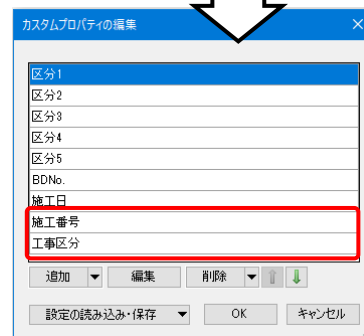 カスタムプロパティの編集
区分1
区分2
区分3
区分4
区分5
BDNo.
施工日
施工番号
工事区分
追加 編集 削除
設定の読み込み・保存 OK キャンセル